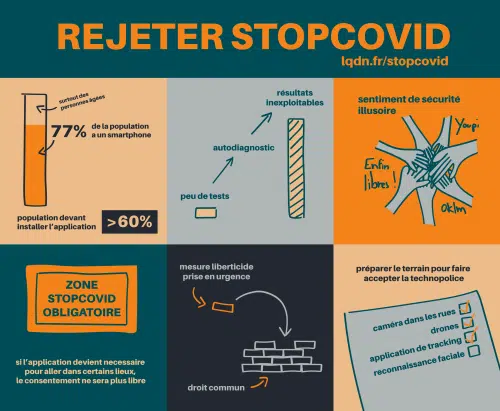 REJETER STOPCOVID
lqdn.fr/stopcovid
surtout des
personnes âgées
77%
de la population
a un smartphone
population devant
installer l'application
>60%
résultats
inexploitables
autodiagnostic
peu de tests
sentiment de sécurité
illusoire
Youpi
Enfin
libres !
Oklm
ZONE
STOPCOVID
OBLIGATOIRE
si l'application devient necessaire
pour aller dans certains lieux,
le consentement ne sera plus libre
mesure liberticide
prise en urgence
droit commun
préparer le terrain pour faire
accepter la technopolice
caméra dans les rues
drones
application de tracking
reconnaissance faciale